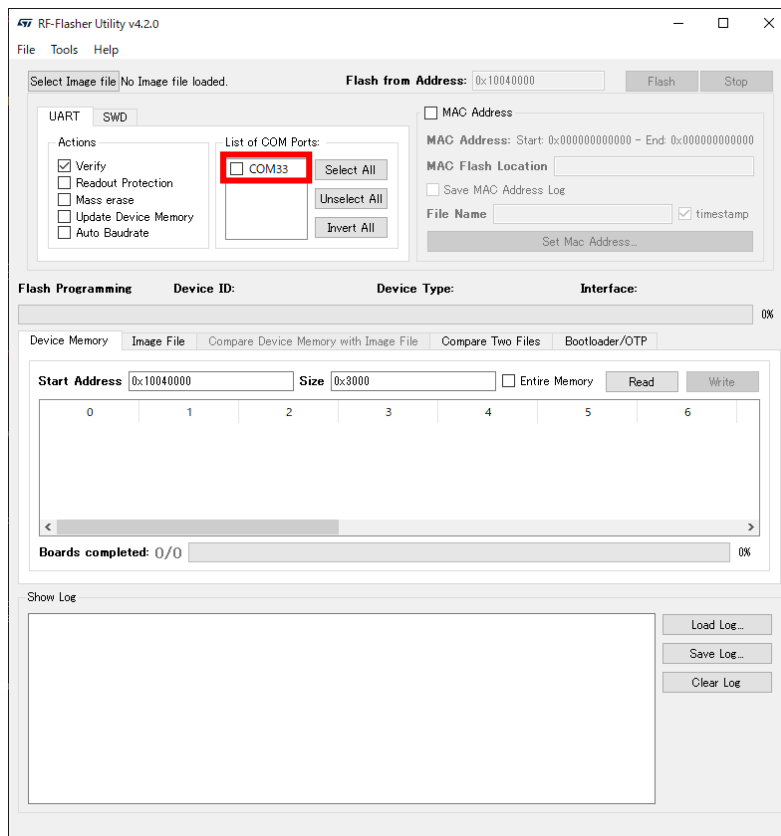 RF-Flasher Utility v4.2.0
File Tools Help
Select Image file No Image file loaded. Flash from Address: 0x10040000 Flash Stop
UART SWD
Actions
Verify
Readout Protection
Mass erase
Update Device Memory
Auto Baudrate
List of COM Ports:
COM33
Select All
Unselect All
Invert All
MAC Address
MAC Address: Start: 0x000000000000 - End: 0x000000000000
MAC Flash Location
Save MAC Address Log
File Name timestamp
Set Mac Address...
Flash Programming Device ID: Device Type: Interface:
0%
Device Memory Image File Compare Device Memory with Image File Compare Two Files Bootloader/OTP
Start Address 0x10040000 Size 0x3000 Entire Memory Read Write
0 1 2 3 4 5 6
Boards completed: 0/0 0%
Show Log
Load Log...
Save Log...
Clear Log